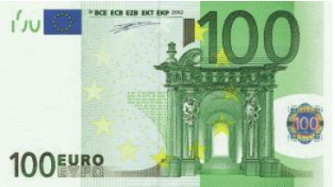 © BCE ECB EZB EKT EKP 2002
100
100
100 EURO
ΕΥΡΩ